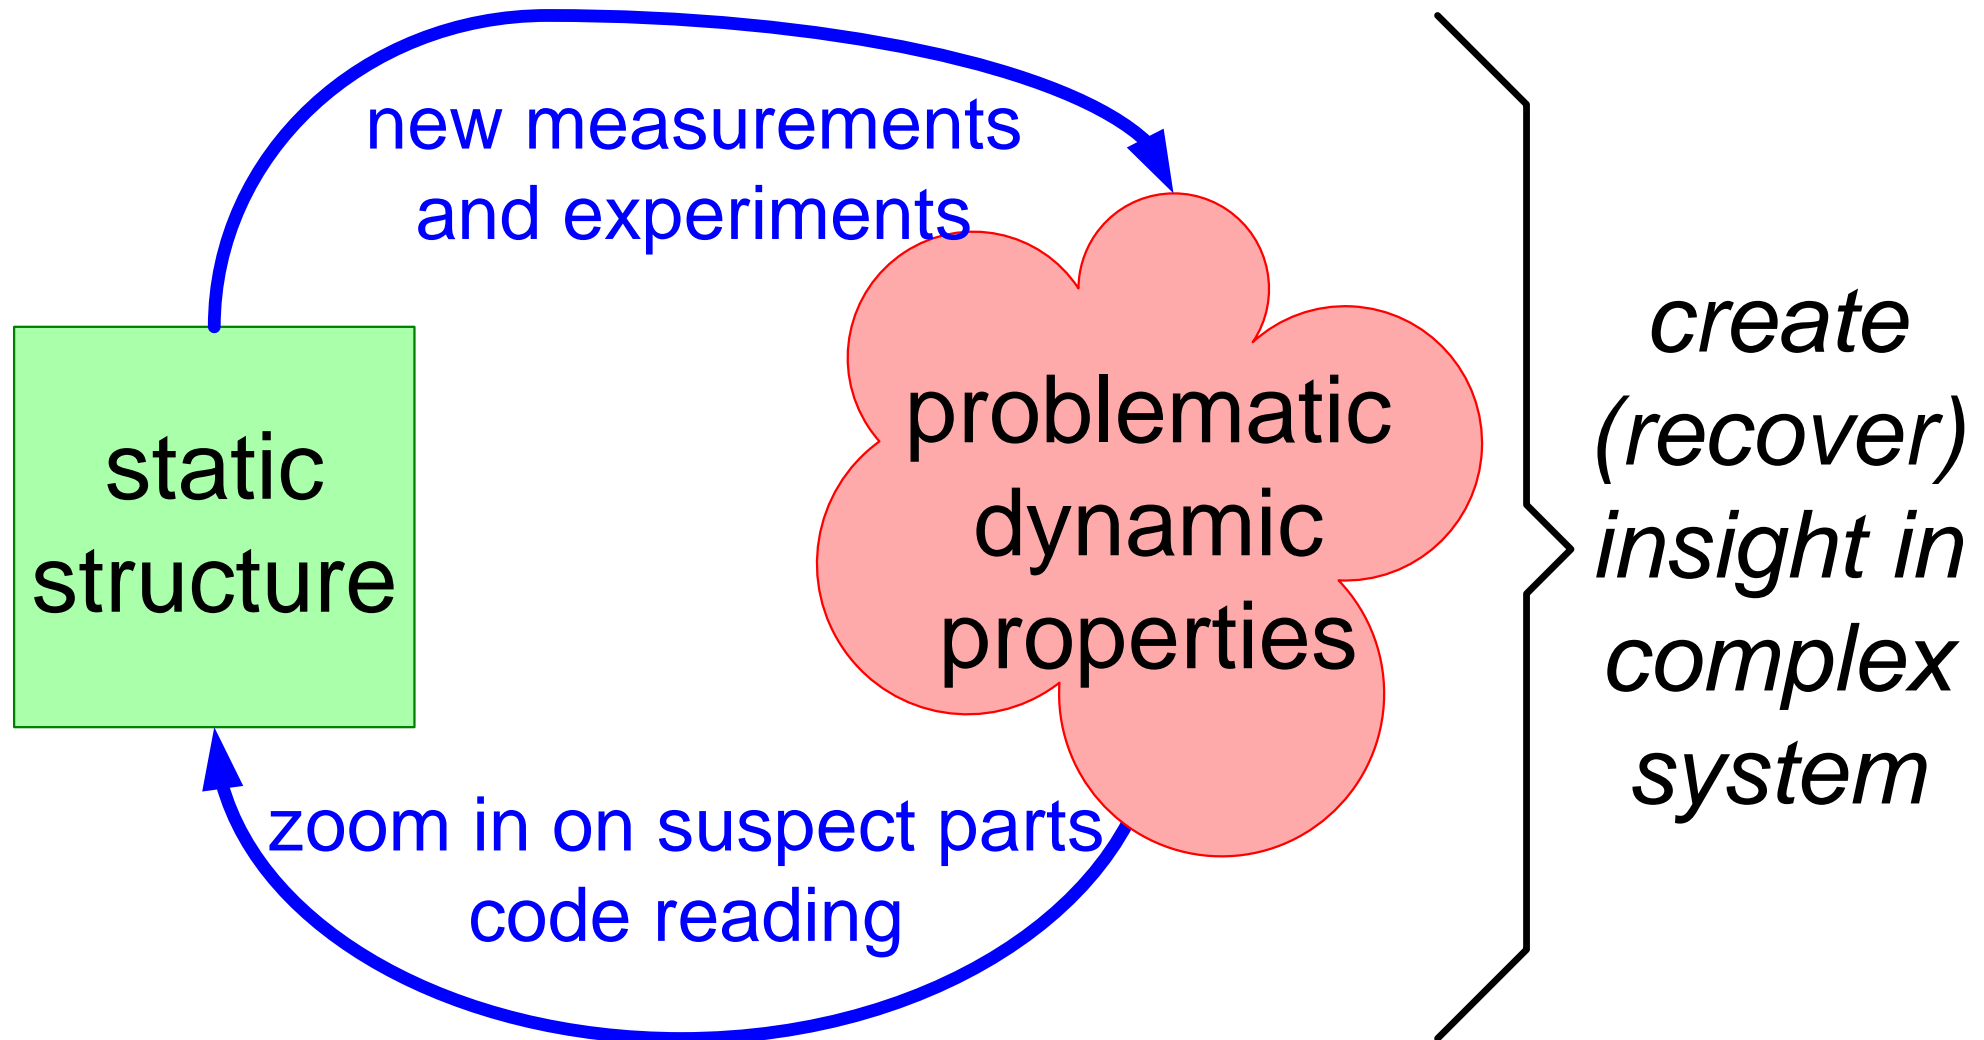 new measurements
and experiments
static
structure
problematic
dynamic
properties
zoom in on suspect parts
code reading
create
(recover)
insight in
complex
system